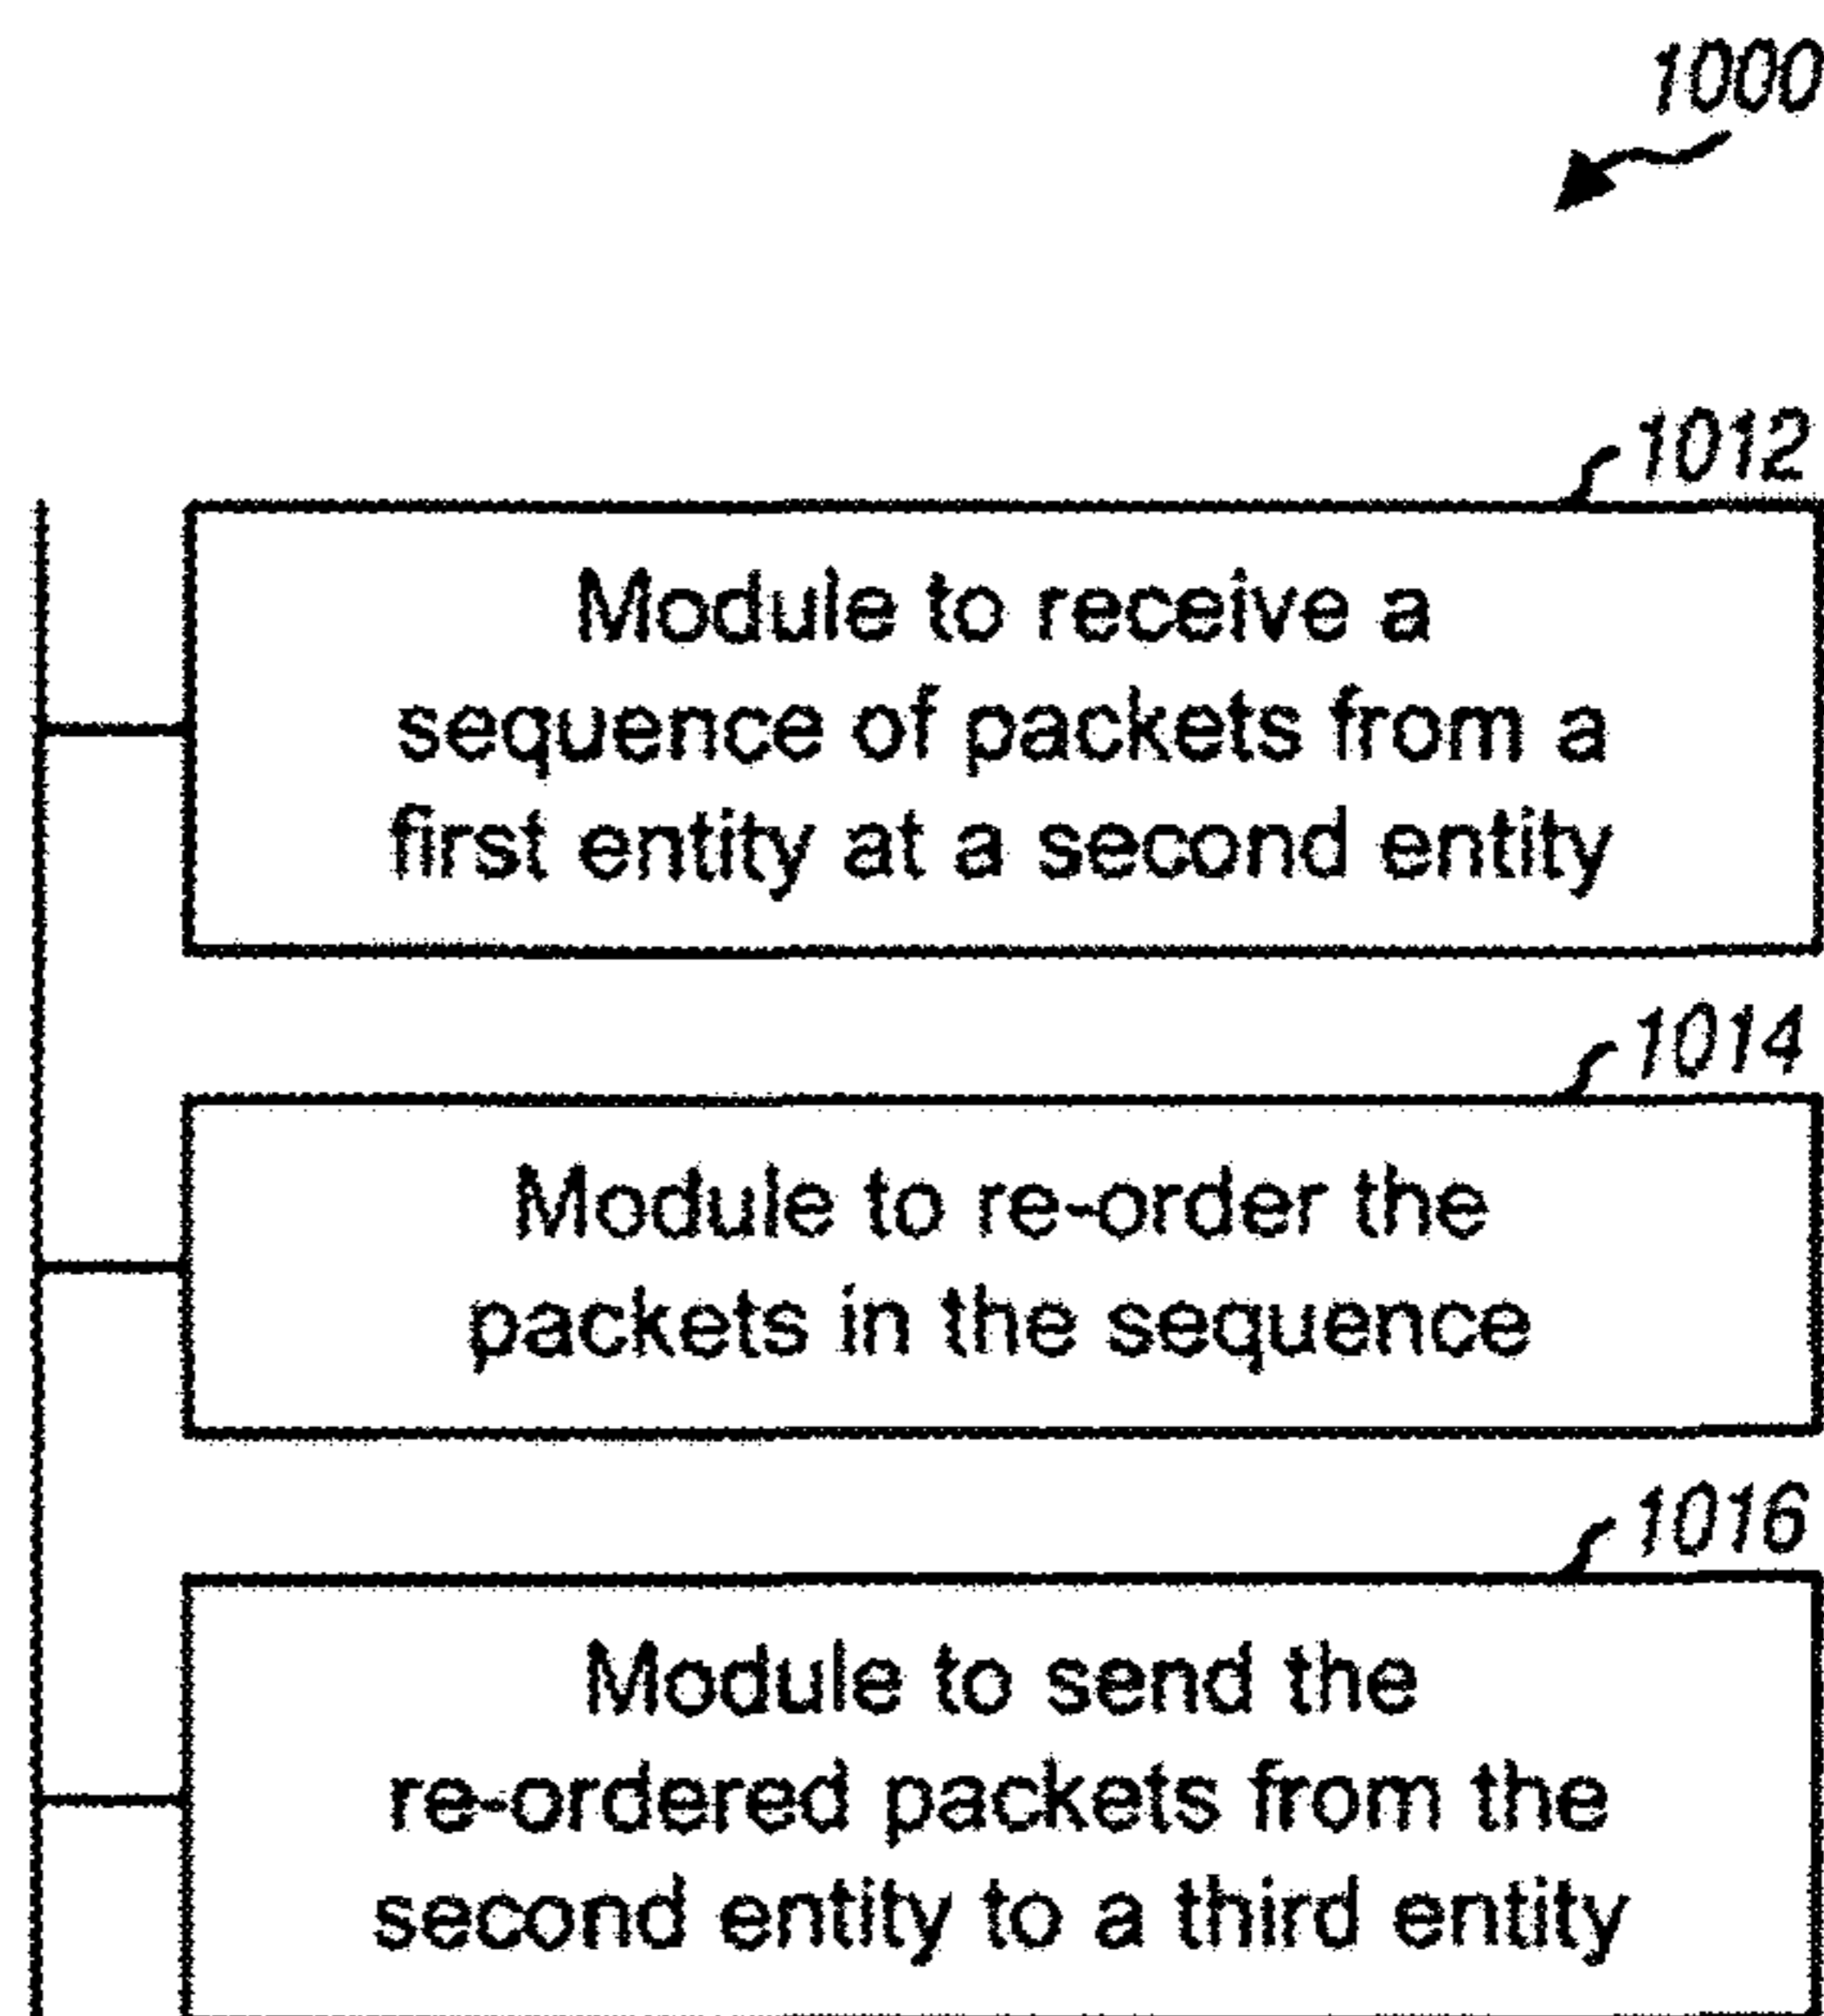 1000
1012
Module to receive a
sequence of packets from a
first entity at a second entity
1014
Module to re-order the
packets in the sequence
1016
Module to send the
re-ordered packets from the
second entity to a third entity